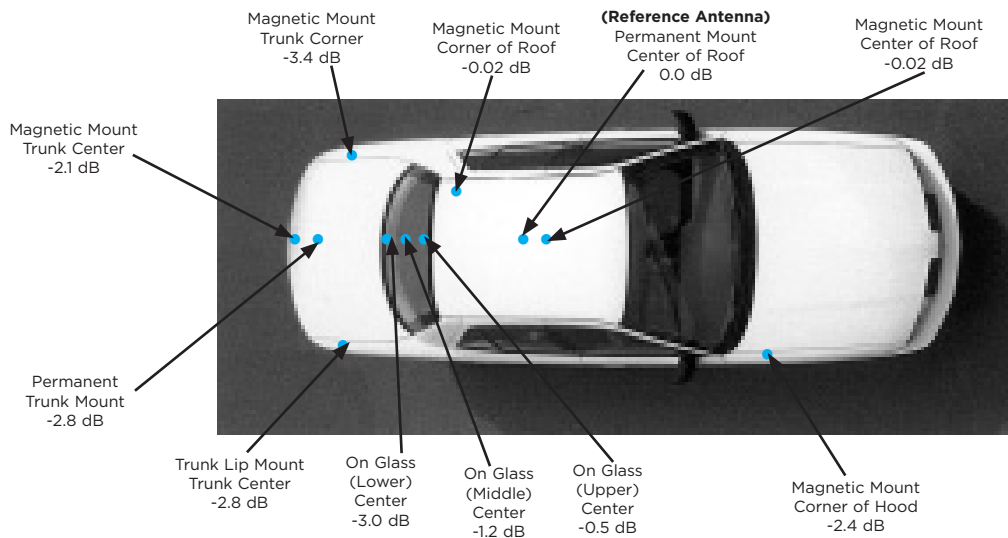 Magnetic Mount
Trunk Corner
-3.4 dB
Magnetic Mount
Corner of Roof
-0.02 dB
(Reference Antenna)
Permanent Mount
Center of Roof
0.0 dB
Magnetic Mount
Center of Roof
-0.02 dB
Magnetic Mount
Trunk Center
-2.1 dB
Permanent
Trunk Mount
-2.8 dB
Trunk Lip Mount
Trunk Center
-2.8 dB
On Glass
(Lower)
Center
-3.0 dB
On Glass
(Middle)
Center
-1.2 dB
On Glass
(Upper)
Center
-0.5 dB
Magnetic Mount
Corner of Hood
-2.4 dB